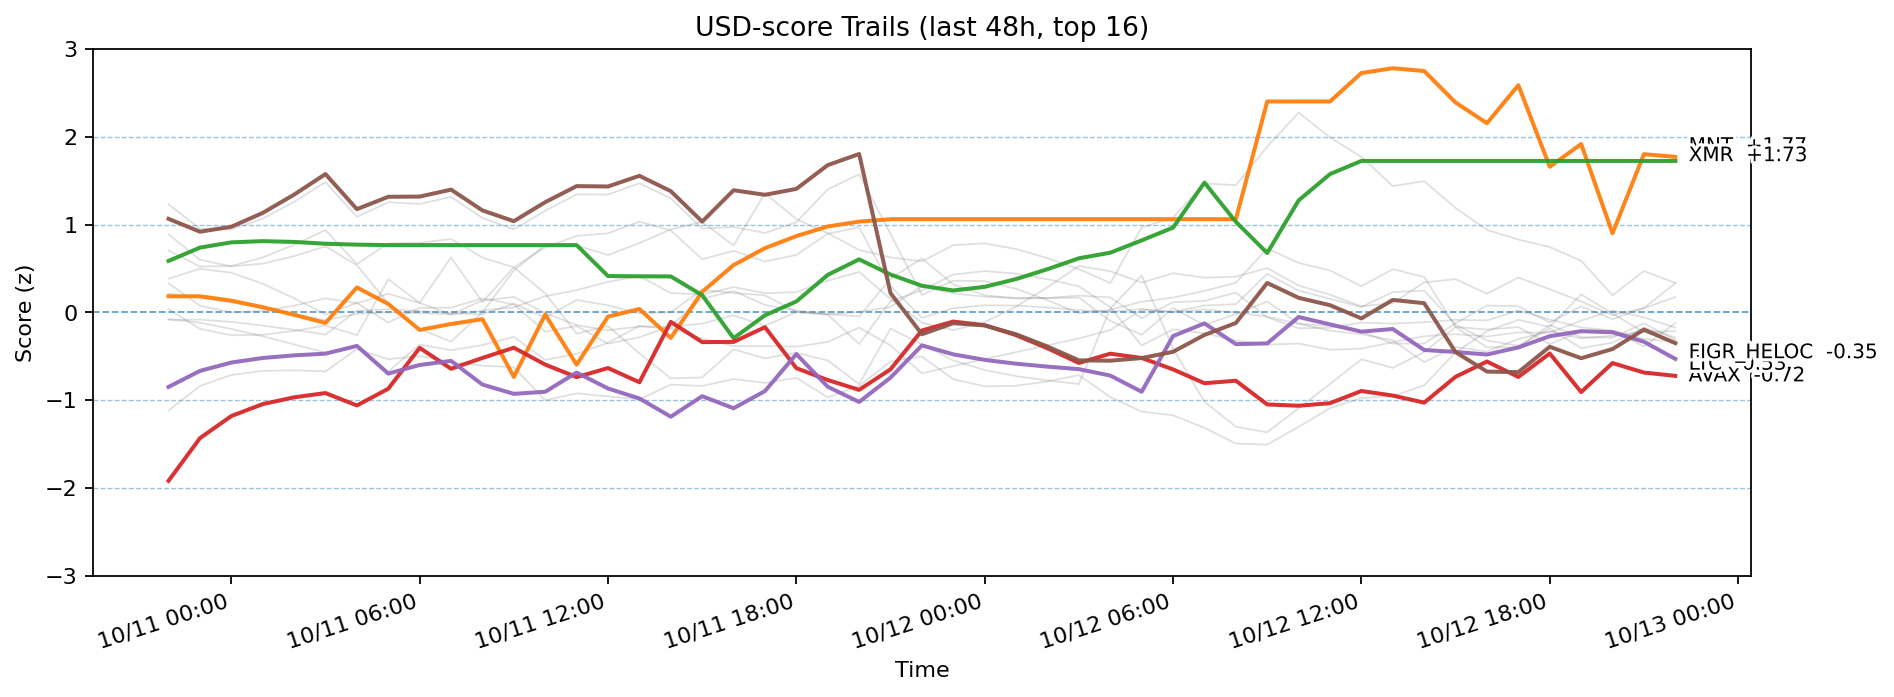 USD-score Trails (last 48h, top 16)
Score (z)
3
2
1
0
−1
−2
−3
MNT +1.77
XMR +1.73
FIGR_HELOC -0.35
LTC -0.53
AVAX -0.72
10/11 00:00
10/11 06:00
10/11 12:00
10/11 18:00
10/12 00:00
10/12 06:00
10/12 12:00
10/12 18:00
10/13 00:00
Time